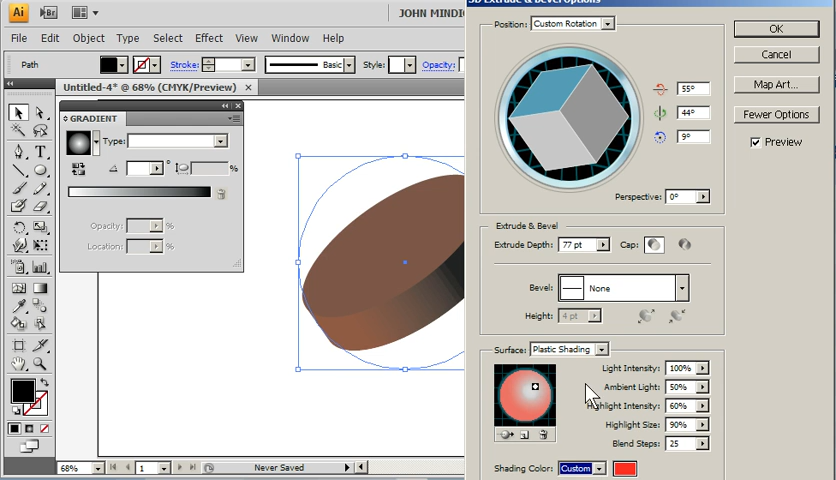 Ai
Br
JOHN MINDIO
3D Extrude & Bevel Options
File Edit Object Type Select Effect View Window Help
Path
Stroke:
Basic
Style:
Opacity:
Untitled-4* @ 68% (CMYK/Preview)
GRADIENT
Type:
°
%
Opacity: %
Location: %
68%
1
Never Saved
Position: Custom Rotation
55°
44°
9°
Perspective: 0°
OK
Cancel
Map Art...
Fewer Options
Preview
Extrude & Bevel
Extrude Depth: 77 pt Cap:
Bevel: None
Height: 4 pt
Surface: Plastic Shading
Light Intensity: 100%
Ambient Light: 50%
Highlight Intensity: 60%
Highlight Size: 90%
Blend Steps: 25
Shading Color: Custom